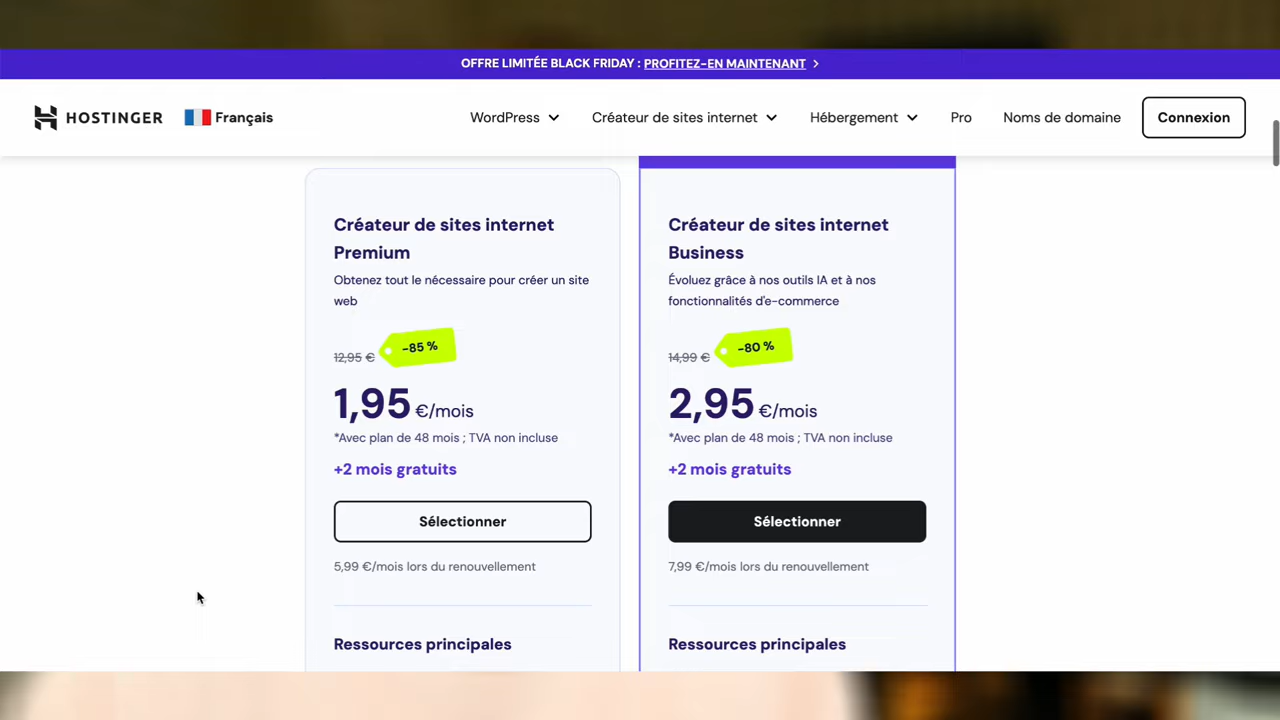 OFFRE LIMITÉE BLACK FRIDAY : PROFITEZ-EN MAINTENANT
HOSTINGER Français WordPress Créateur de sites internet Hébergement Pro Noms de domaine Connexion
Créateur de sites internet
Premium
Obtenez tout le nécessaire pour créer un site
web
12,95 € -85 %
1,95 €/mois
*Avec plan de 48 mois ; TVA non incluse
+2 mois gratuits
Sélectionner
5,99 €/mois lors du renouvellement
Ressources principales
Créateur de sites internet
Business
Évoluez grâce à nos outils IA et à nos
fonctionnalités d'e-commerce
14,99 € -80 %
2,95 €/mois
*Avec plan de 48 mois ; TVA non incluse
+2 mois gratuits
Sélectionner
7,99 €/mois lors du renouvellement
Ressources principales